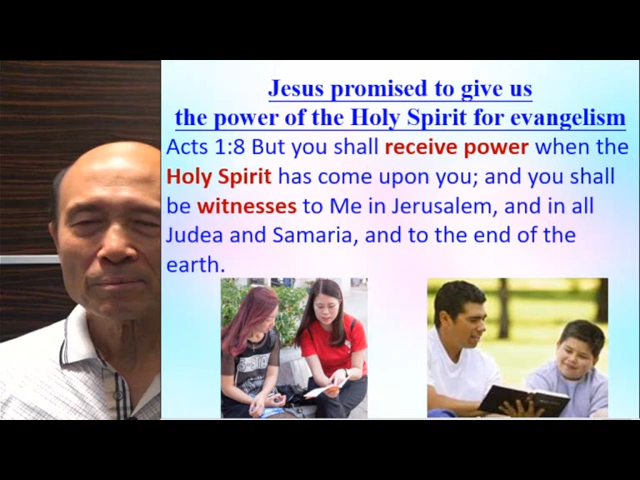 Jesus promised to give us
the power of the Holy Spirit for evangelism
Acts 1:8 But you shall receive power when the
Holy Spirit has come upon you; and you shall
be witnesses to Me in Jerusalem, and in all
Judea and Samaria, and to the end of the
earth.